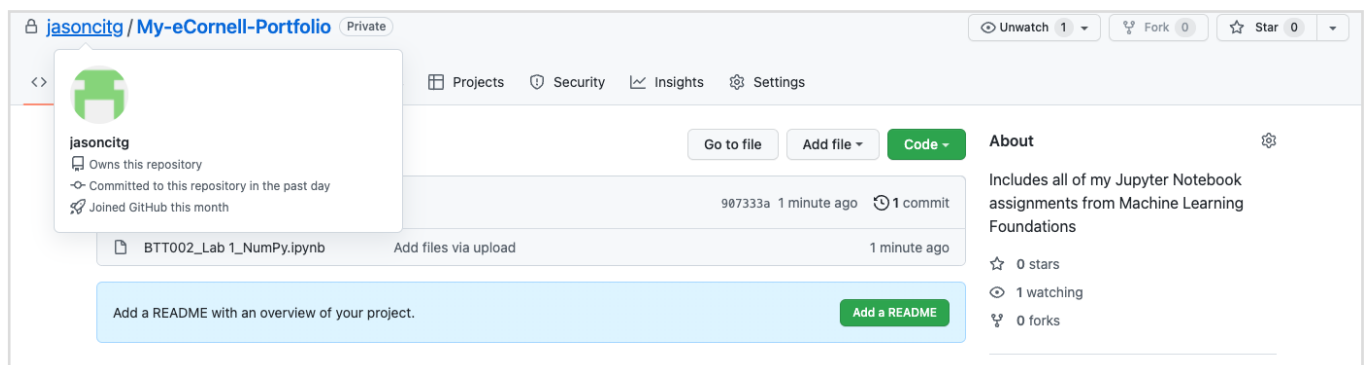 jasoncitg / My-eCornell-Portfolio Private
Unwatch 1 Fork 0 Star 0
Projects Security Insights Settings
jasoncitg
Owns this repository
Committed to this repository in the past day
Joined GitHub this month
Go to file Add file Code
907333a 1 minute ago 1 commit
BTT002_Lab 1_NumPy.ipynb Add files via upload 1 minute ago
Add a README with an overview of your project. Add a README
About
Includes all of my Jupyter Notebook
assignments from Machine Learning
Foundations
0 stars
1 watching
0 forks